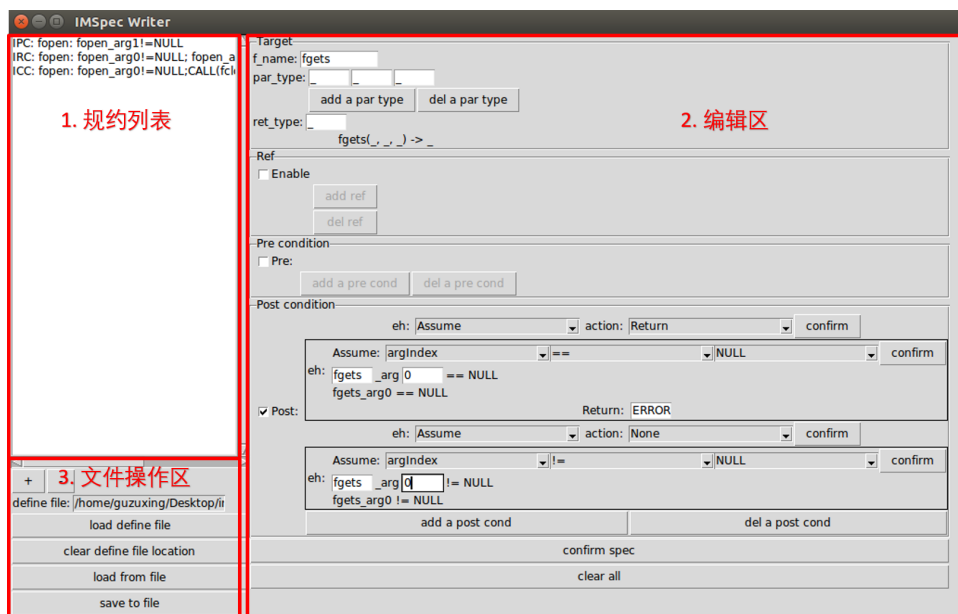 IMSpec Writer
IPC: fopen: fopen_arg1!=NULL
IRC: fopen: fopen_arg0!=NULL; fopen_a
ICC: fopen: fopen_arg0!=NULL;CALL(fcl
1. 规约列表
Target
f_name: fgets
par_type: _ _ _
add a par type del a par type
ret_type: _
fgets(_, _, _) -> _
2. 编辑区
Ref
Enable
add ref
del ref
Pre condition
Pre:
add a pre cond del a pre cond
Post condition
eh: Assume action: Return confirm
Assume: argIndex == NULL confirm
eh: fgets _arg 0 == NULL
fgets_arg0 == NULL
Return: ERROR
Post:
eh: Assume action: None confirm
Assume: argIndex != NULL confirm
eh: fgets _arg 0 != NULL
fgets_arg0 != NULL
add a post cond del a post cond
confirm spec
clear all
3. 文件操作区
+
define file: /home/guzuxing/Desktop/ir
load define file
clear define file location
load from file
save to file